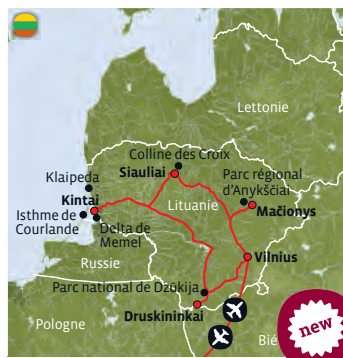 Lettonie
Colline des Croix
Siauliai
Klaipeda
Parc régional
d'Anykščiai
Kintai
Mačionys
Lituanie
Isthme de
Courlande
Delta de
Memel
Vilnius
Russie
Parc national de Dzūkija
Druskininkai
Pologne
Bié
new